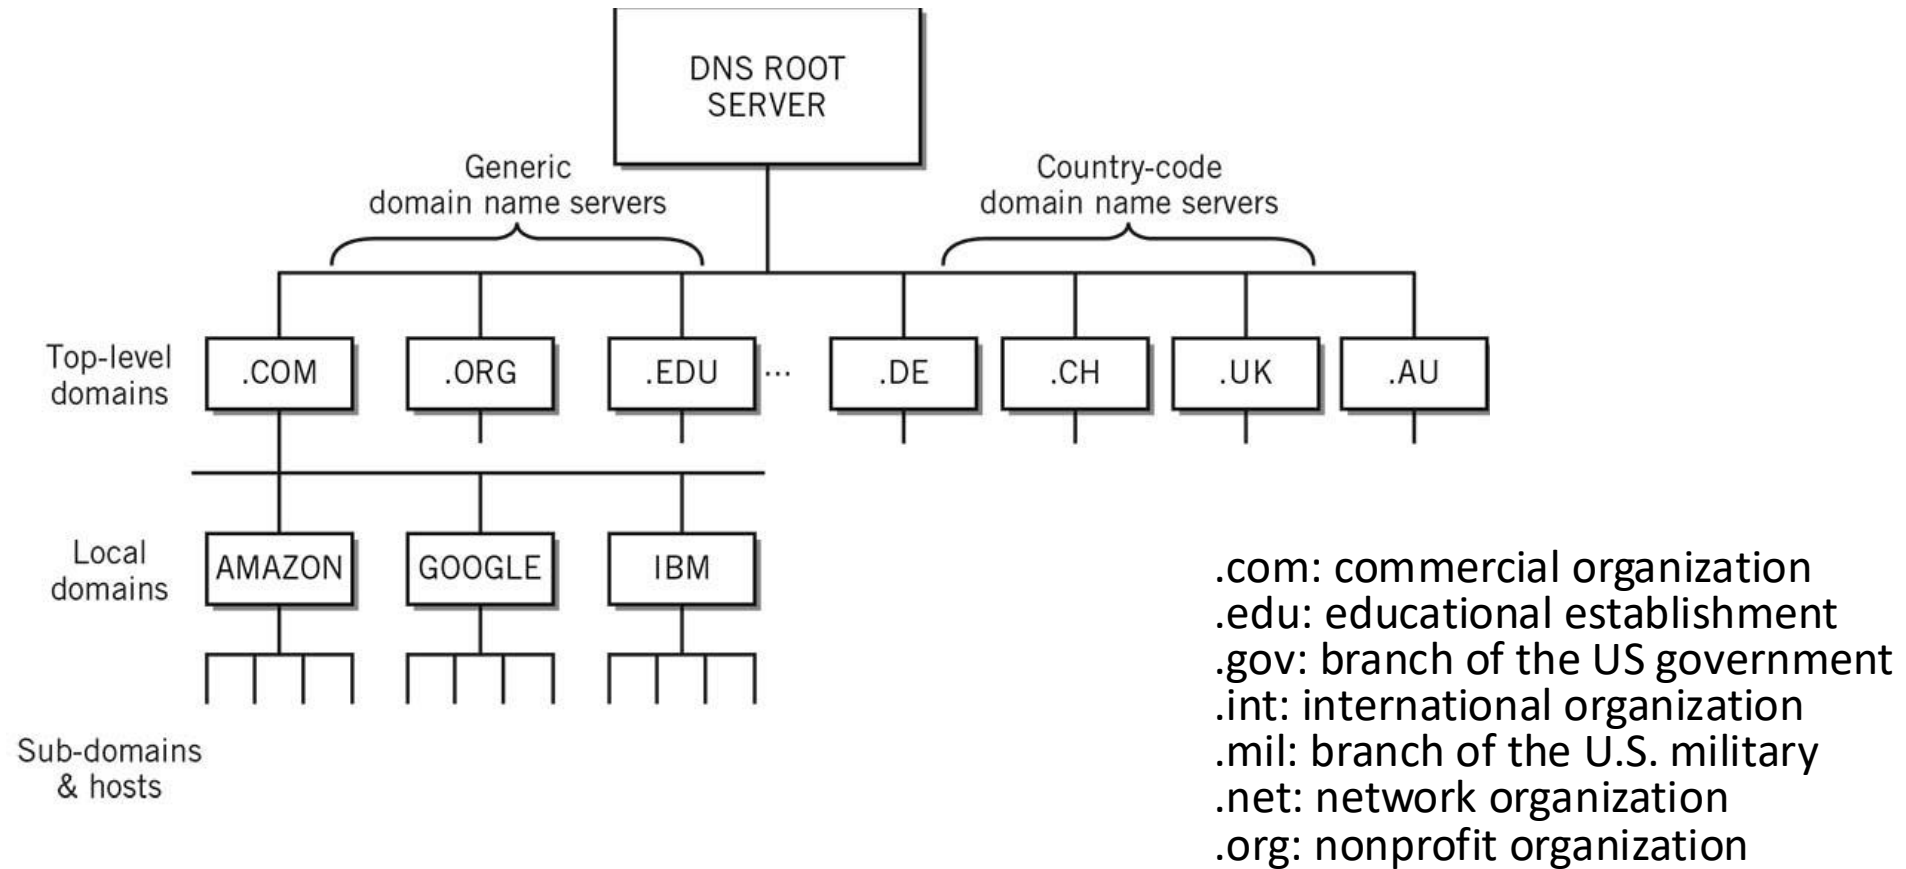 DNS ROOT
SERVER
Generic
domain name servers
Country-code
domain name servers
Top-level
domains
.COM
.ORG
.EDU
...
.DE
.CH
.UK
.AU
Local
domains
AMAZON
GOOGLE
IBM
Sub-domains
& hosts
.com: commercial organization
.edu: educational establishment
.gov: branch of the US government
.int: international organization
.mil: branch of the U.S. military
.net: network organization
.org: nonprofit organization